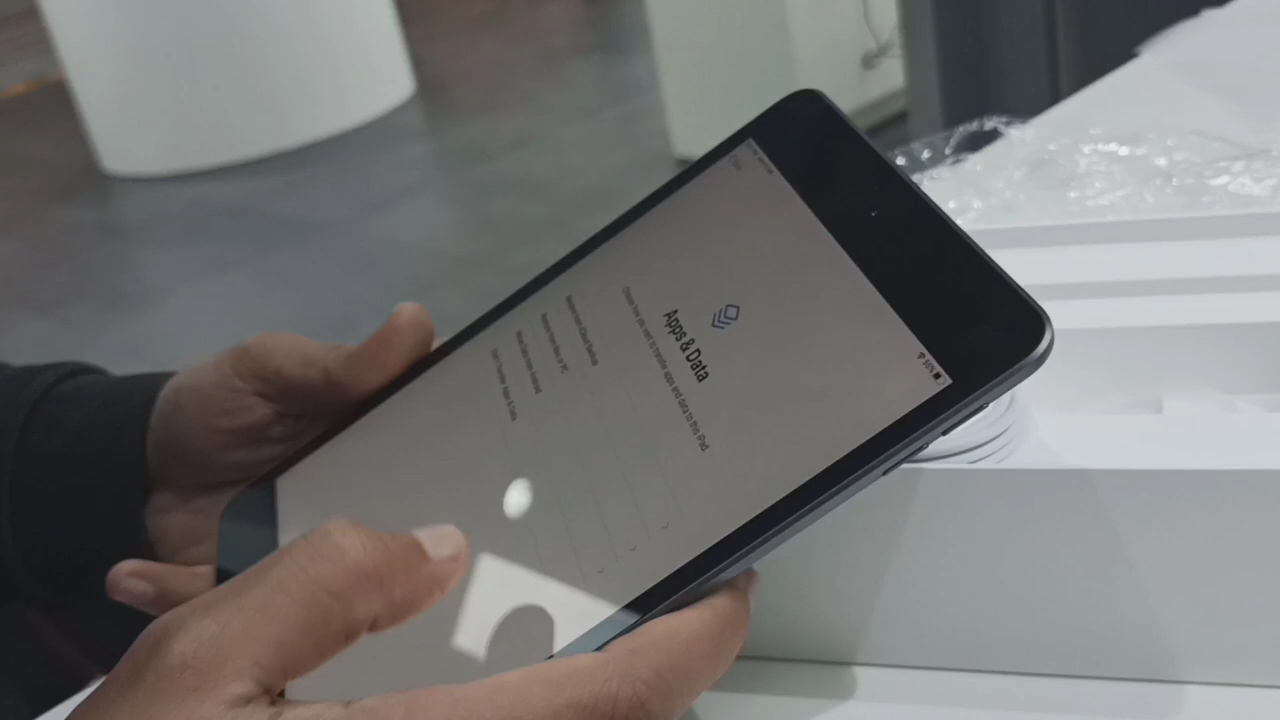 Apps & Data
Choose how you want to transfer apps and data to this iPad.
Restore from iCloud Backup
Restore from Mac or PC
Move Data from Android
Don't Transfer Apps & Data